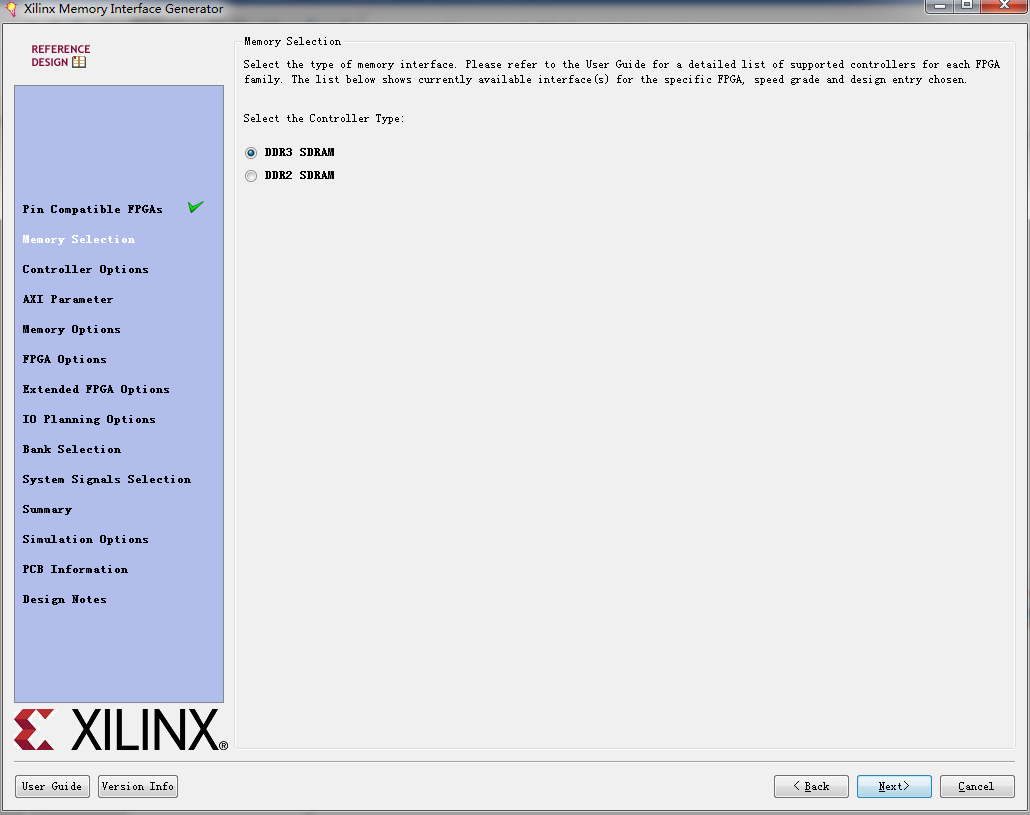 Xilinx Memory Interface Generator
REFERENCE
DESIGN
Pin Compatible FPGAs
Memory Selection
Controller Options
AXI Parameter
Memory Options
FPGA Options
Extended FPGA Options
IO Planning Options
Bank Selection
System Signals Selection
Summary
Simulation Options
PCB Information
Design Notes
XILINX®
Memory Selection
Select the type of memory interface. Please refer to the User Guide for a detailed list of supported controllers for each FPGA
family. The list below shows currently available interface(s) for the specific FPGA, speed grade and design entry chosen.
Select the Controller Type:
DDR3 SDRAM
DDR2 SDRAM
User Guide
Version Info
< Back
Next>
Cancel